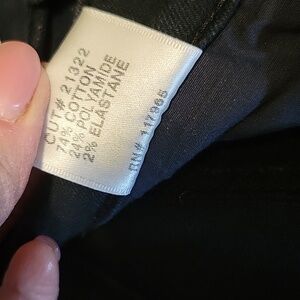 CUT# 21322
74% COTTON
24% POLYAMIDE
2% ELASTANE
RN# 117965